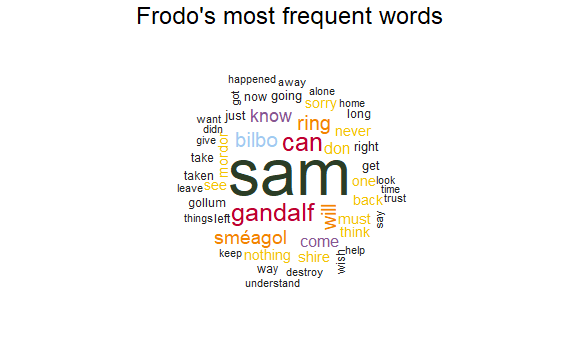 Frodo's most frequent words
happened away
got now going alone
sorry home
want just know ring long
didn never
give bilbo can don right
take mordor
taken sam get
leave see one look
time
gollum back trust
things left gandalf will must say
sméagol think
come
keep nothing shire wish help
way destroy
understand